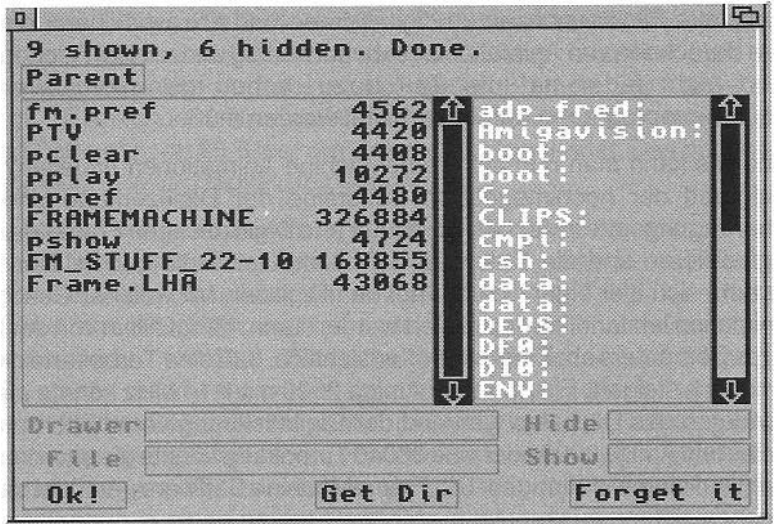 9 shown, 6 hidden. Done.
Parent
fm.pref 4562
PTV 4420
pclear 4408
pplay 10272
ppref 4480
FRAMEMACHINE 326884
pshow 4724
FM_STUFF_22-10 168855
Frame.LHA 43068
adp_fred:
Amigavision:
boot:
boot:
C:
CLIPS:
cmpi:
csh:
data:
data:
DEVS:
DF0:
DI0:
ENV:
Drawer
Hide
File
Show
Ok!
Get Dir
Forget it